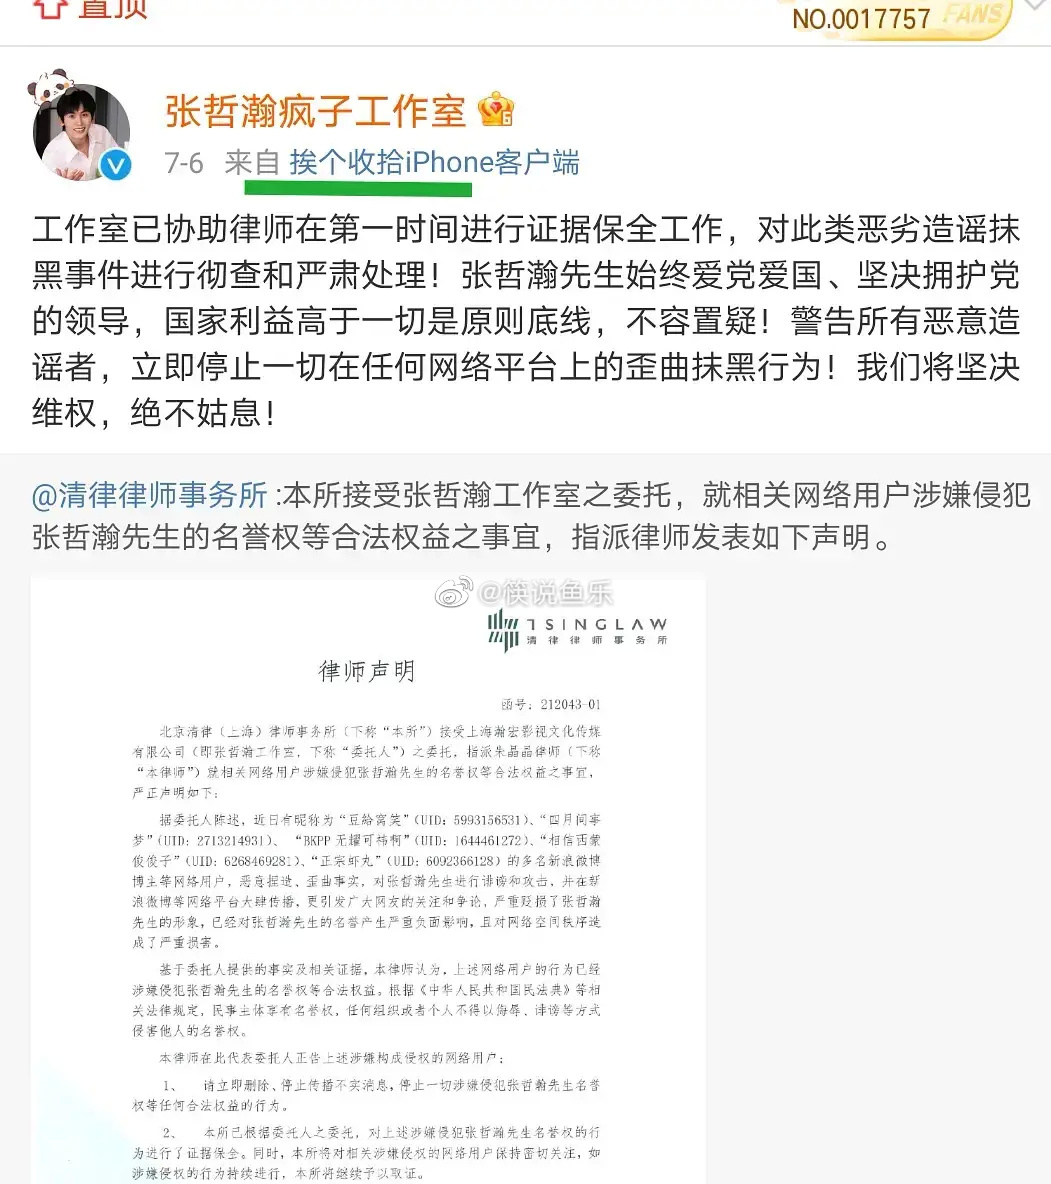 置顶
NO.0017757 FANS
张哲瀚疯子工作室
7-6 来自 挨个收拾iPhone客户端
工作室已协助律师在第一时间进行证据保全工作，对此类恶劣造谣抹
黑事件进行彻查和严肃处理！张哲瀚先生始终爱党爱国、坚决拥护党
的领导，国家利益高于一切是原则底线，不容置疑！警告所有恶意造
谣者，立即停止一切在任何网络平台上的歪曲抹黑行为！我们将坚决
维权，绝不姑息！
@清律律师事务所:本所接受张哲瀚工作室之委托，就相关网络用户涉嫌侵犯
张哲瀚先生的名誉权等合法权益之事宜，指派律师发表如下声明。
@筷说鱼乐
TSINGLAW
清律律师事务所
律师声明
函号：212043-01
北京清律（上海）律师事务所（下称“本所”）接受上海瀚宏影视文化传媒
有限公司（即张哲瀚工作室，下称“委托人”）之委托，指派朱晶晶律师（下称
“本律师”）就相关网络用户涉嫌侵犯张哲瀚先生的名誉权等合法权益之事宜，
严正声明如下：
据委托人陈述，近日有昵称为“豆给窝笑”（UID：5993156531）、“四月间事
梦”（UID：2713214931）、“BKPP无耀可祎啊”（UID：1644461272）、“相信西蒙
俊俊子”（UID：6268469281）、“正宗虾丸”（UID：6092366128）的多名新浪微博
博主等网络用户，恶意捏造、歪曲事实，对张哲瀚先生进行诽谤和攻击，并在新
浪微博等网络平台大肆传播，更引发广大网友的关注和争论，严重贬损了张哲瀚
先生的形象，已经对张哲瀚先生的名誉产生严重负面影响，且对网络空间秩序造
成了严重损害。
基于委托人提供的事实及相关证据，本律师认为，上述网络用户的行为已经
涉嫌侵犯张哲瀚先生的名誉权等合法权益。根据《中华人民共和国民法典》等相
关法律规定，民事主体享有名誉权，任何组织或者个人不得以侮辱、诽谤等方式
侵害他人的名誉权。
本律师在此代表委托人正告上述涉嫌构成侵权的网络用户：
1、 请立即删除、停止传播不实消息，停止一切涉嫌侵犯张哲瀚先生名誉
权等任何合法权益的行为。
2、 本所已根据委托人之委托，对上述涉嫌侵犯张哲瀚先生名誉权的行
为进行了证据保全。同时，本所将对相关涉嫌侵权的网络用户保持密切关注，如
涉嫌侵权的行为持续进行，本所将继续予以取证。